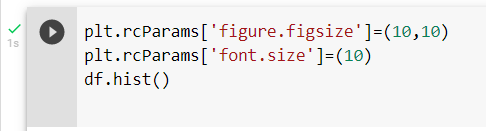 1s
plt.rcParams['figure.figsize']=(10,10)
plt.rcParams['font.size']=(10)
df.hist()